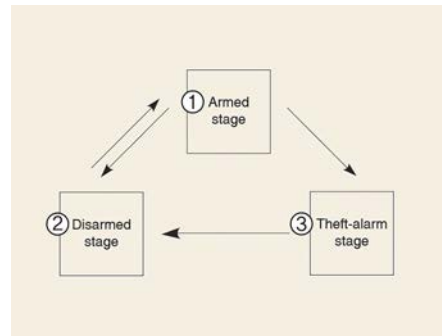 ① Armed
stage
② Disarmed
stage
③ Theft-alarm
stage